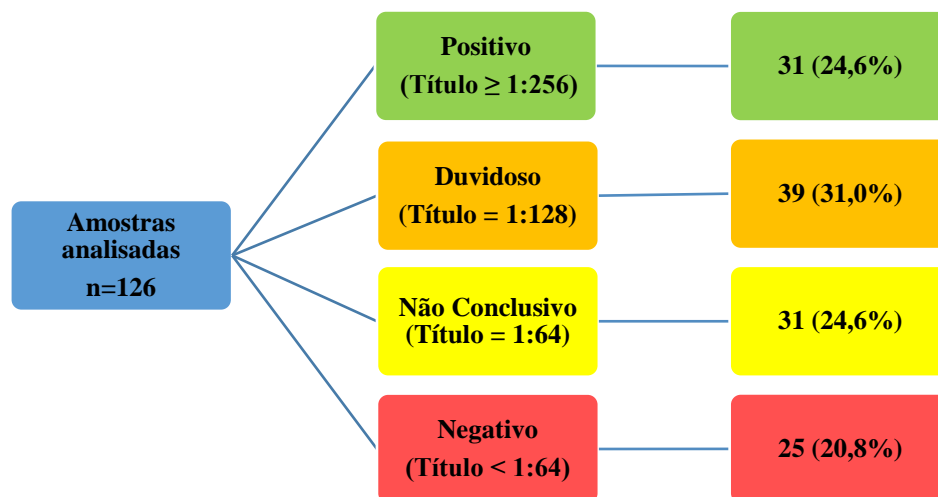 Amostras
analisadas
n=126
Positivo
(Título ≥ 1:256)
31 (24,6%)
Duvidoso
(Título = 1:128)
39 (31,0%)
Não Conclusivo
(Título = 1:64)
31 (24,6%)
Negativo
(Título < 1:64)
25 (20,8%)